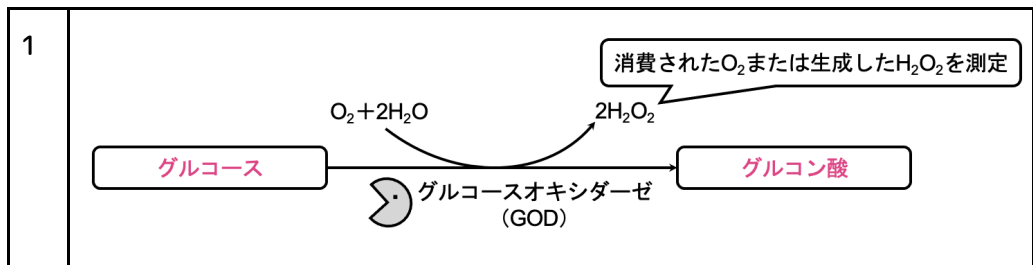 1
消費されたO₂または生成したH₂O₂を測定
O₂＋2H₂O
2H₂O₂
グルコース
グルコン酸
グルコースオキシダーゼ
（GOD）